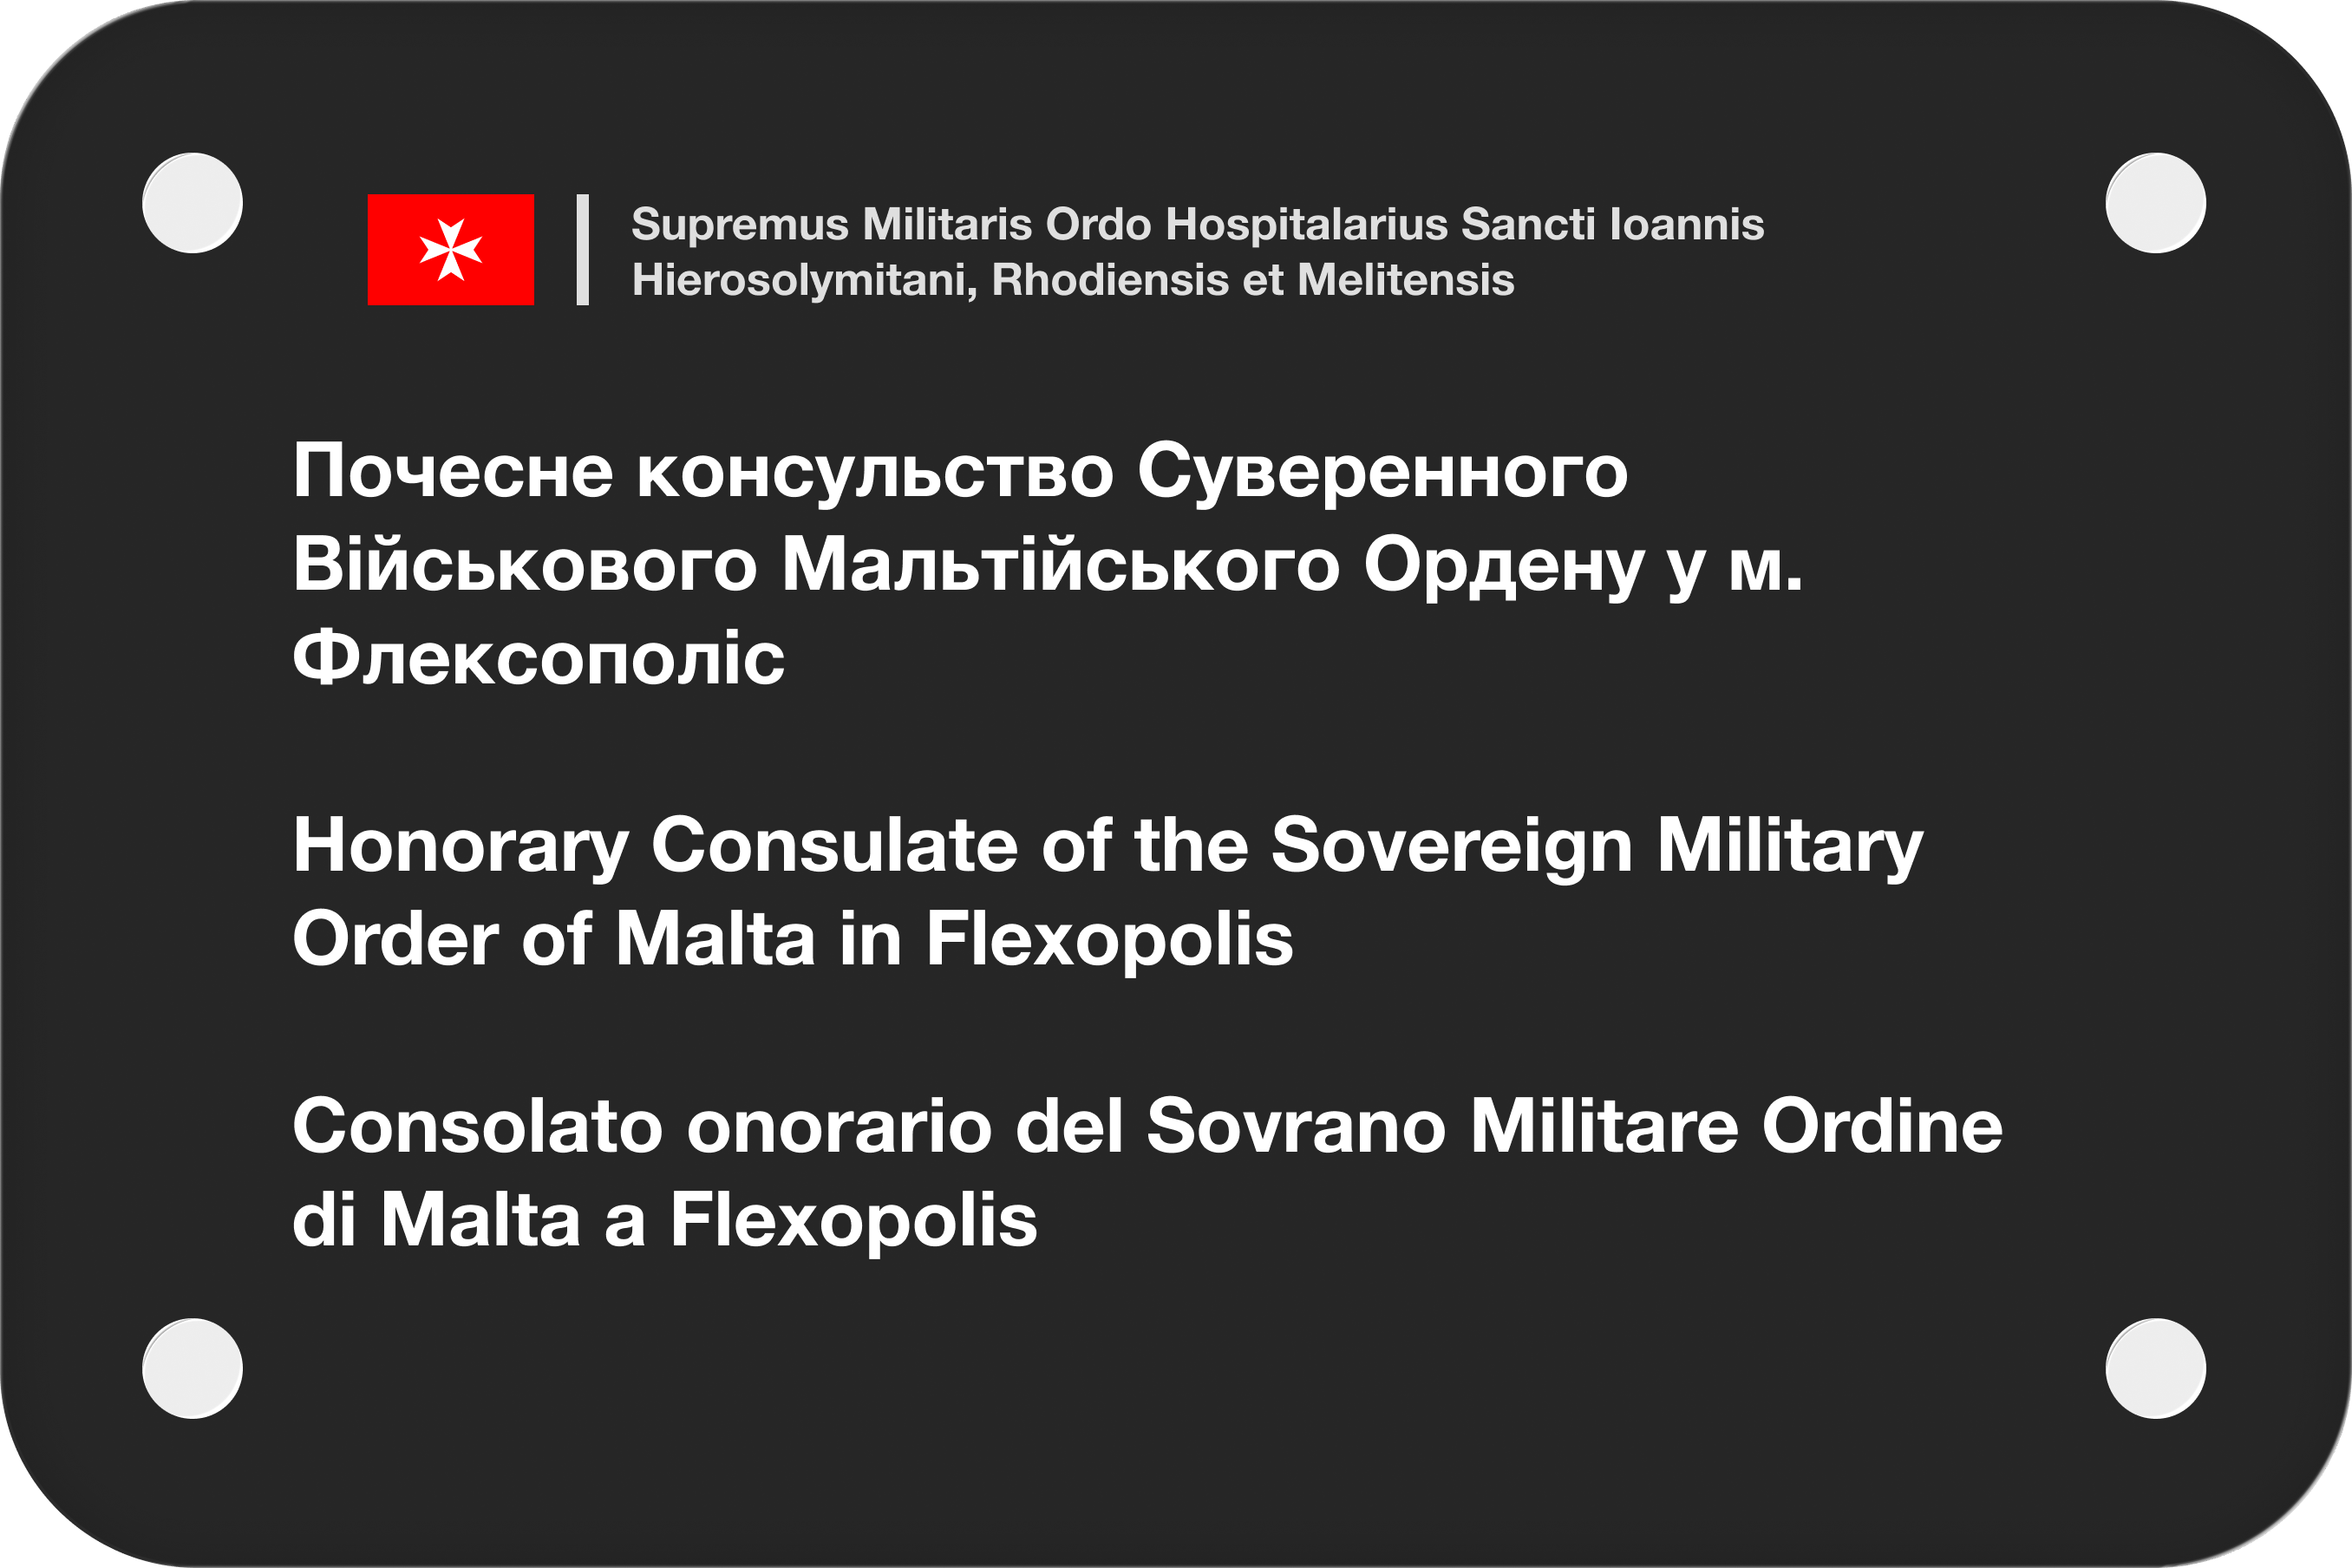 Supremus Militaris Ordo Hospitalarius Sancti Ioannis
Hierosolymitani, Rhodiensis et Melitensis
Почесне консульство Суверенного
Військового Мальтійського Ордену у м.
Флексополіс
Honorary Consulate of the Sovereign Military
Order of Malta in Flexopolis
Consolato onorario del Sovrano Militare Ordine
di Malta a Flexopolis